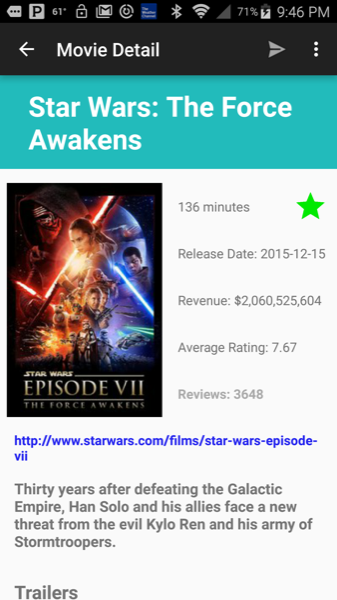 61° 71% 9:46 PM
Movie Detail
Star Wars: The Force
Awakens
136 minutes
Release Date: 2015-12-15
Revenue: $2,060,525,604
Average Rating: 7.67
Reviews: 3648
STAR WARS
EPISODE VII
THE FORCE AWAKENS
http://www.starwars.com/films/star-wars-episode-
vii
Thirty years after defeating the Galactic
Empire, Han Solo and his allies face a new
threat from the evil Kylo Ren and his army of
Stormtroopers.
Trailers